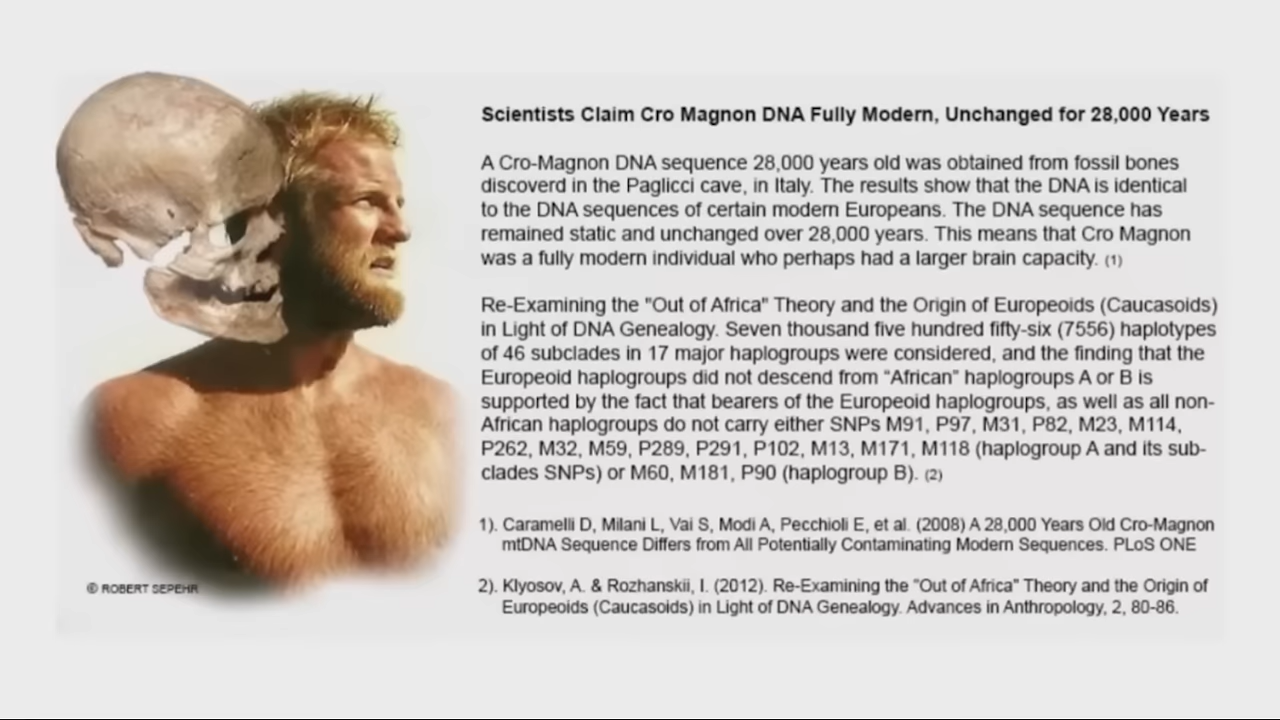 Scientists Claim Cro Magnon DNA Fully Modern, Unchanged for 28,000 Years
A Cro-Magnon DNA sequence 28,000 years old was obtained from fossil bones
discoverd in the Paglicci cave, in Italy. The results show that the DNA is identical
to the DNA sequences of certain modern Europeans. The DNA sequence has
remained static and unchanged over 28,000 years. This means that Cro Magnon
was a fully modern individual who perhaps had a larger brain capacity. (1)
Re-Examining the "Out of Africa" Theory and the Origin of Europeoids (Caucasoids)
in Light of DNA Genealogy. Seven thousand five hundred fifty-six (7556) haplotypes
of 46 subclades in 17 major haplogroups were considered, and the finding that the
Europeoid haplogroups did not descend from “African” haplogroups A or B is
supported by the fact that bearers of the Europeoid haplogroups, as well as all non-
African haplogroups do not carry either SNPs M91, P97, M31, P82, M23, M114,
P262, M32, M59, P289, P291, P102, M13, M171, M118 (haplogroup A and its sub-
clades SNPs) or M60, M181, P90 (haplogroup B). (2)
1). Caramelli D, Milani L, Vai S, Modi A, Pecchioli E, et al. (2008) A 28,000 Years Old Cro-Magnon
mtDNA Sequence Differs from All Potentially Contaminating Modern Sequences. PLoS ONE
2). Klyosov, A. & Rozhanskii, I. (2012). Re-Examining the "Out of Africa" Theory and the Origin of
Europeoids (Caucasoids) in Light of DNA Genealogy. Advances in Anthropology, 2, 80-86.
© ROBERT SEPEHR